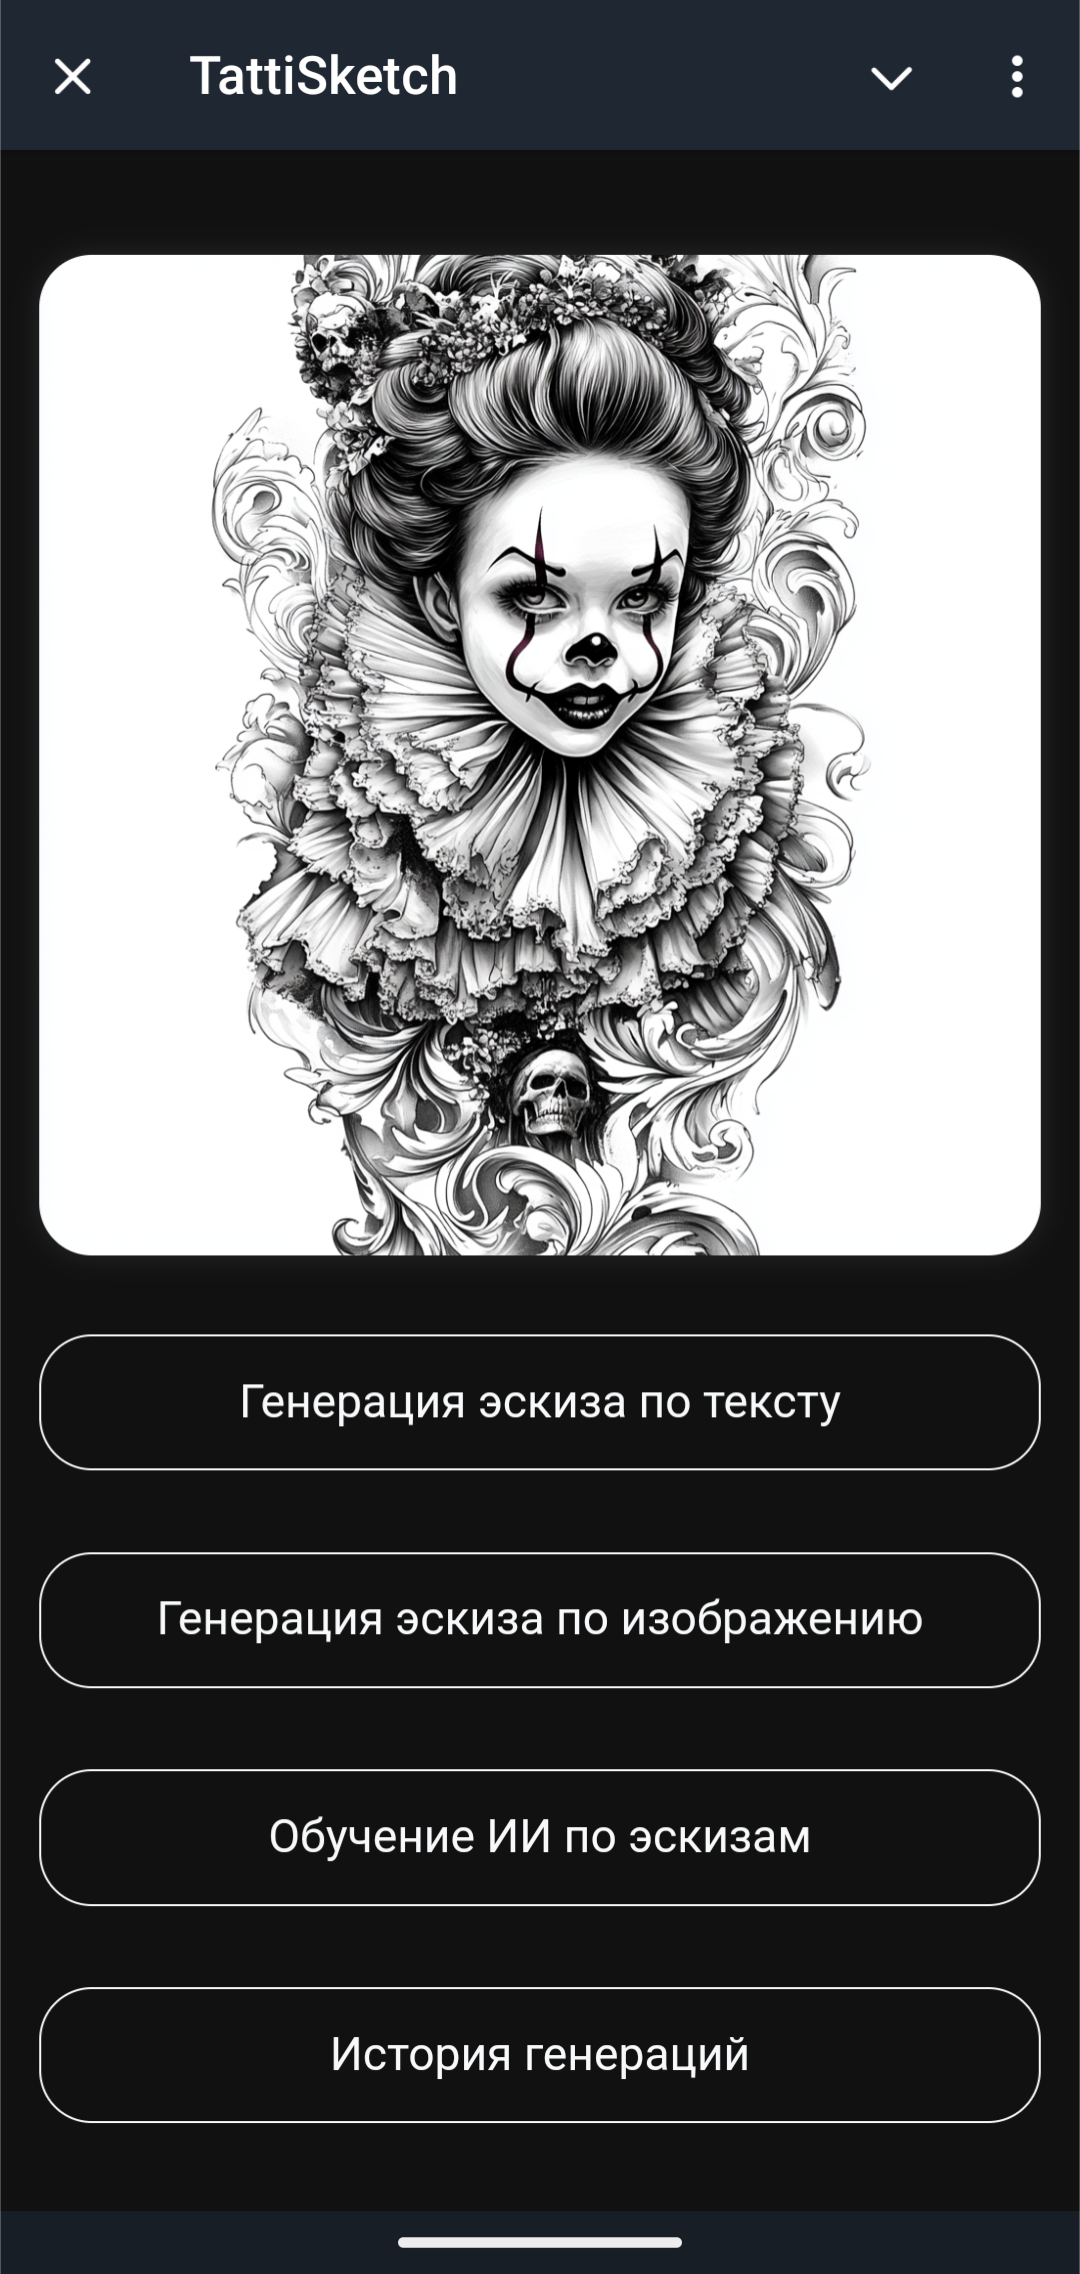 TattiSketch
Генерация эскиза по тексту
Генерация эскиза по изображению
Обучение ИИ по эскизам
История генераций